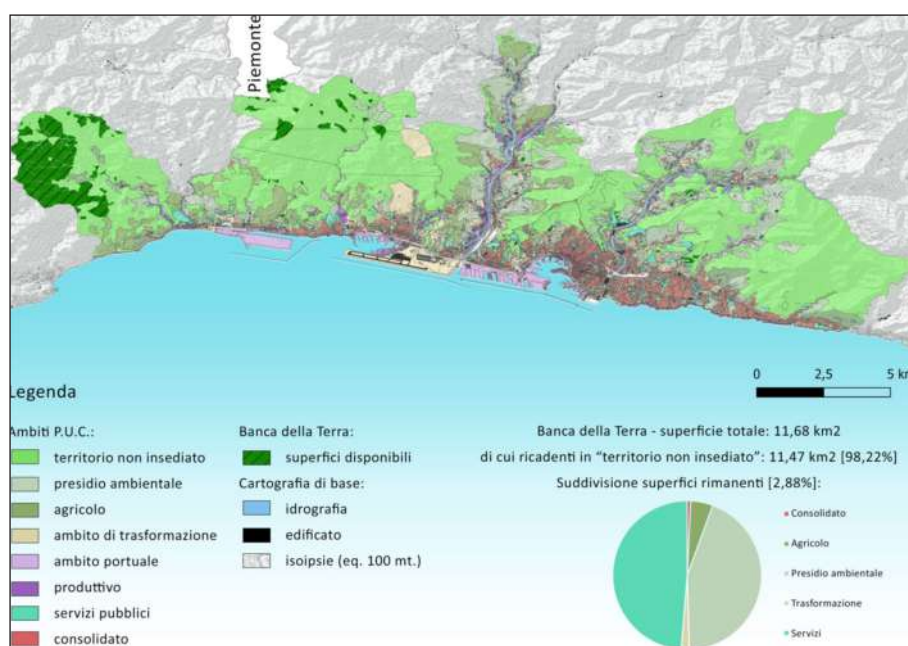 Piemonte
0 2,5 5 km
Legenda
Ambiti P.U.C.:
territorio non insediato
presidio ambientale
agricolo
ambito di trasformazione
ambito portuale
produttivo
servizi pubblici
consolidato
Banca della Terra:
superfici disponibili
Cartografia di base:
idrografia
edificato
isoipsie (eq. 100 mt.)
Banca della Terra - superficie totale: 11,68 km2
di cui ricadenti in “territorio non insediato”: 11,47 km2 [98,22%]
Suddivisione superfici rimanenti [2,88%]:
Consolidato
Agricolo
Presidio ambientale
Trasformazione
Servizi